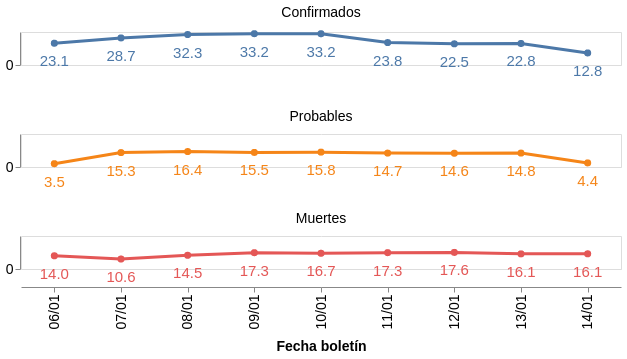 Confirmados
0
23.1 28.7 32.3 33.2 33.2 23.8 22.5 22.8 12.8
Probables
0
3.5 15.3 16.4 15.5 15.8 14.7 14.6 14.8 4.4
Muertes
0
14.0 10.6 14.5 17.3 16.7 17.3 17.6 16.1 16.1
06/01 07/01 08/01 09/01 10/01 11/01 12/01 13/01 14/01
Fecha boletín